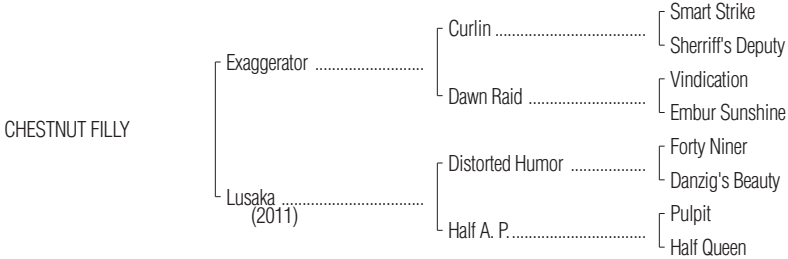 Smart Strike
Curlin ....................................
Sherriff's Deputy
Exaggerator ..........................
Vindication
Dawn Raid ............................
Embur Sunshine
CHESTNUT FILLY
Forty Niner
Distorted Humor ..................
Danzig's Beauty
Lusaka ..................................
(2011)
Pulpit
Half A. P. ................................
Half Queen